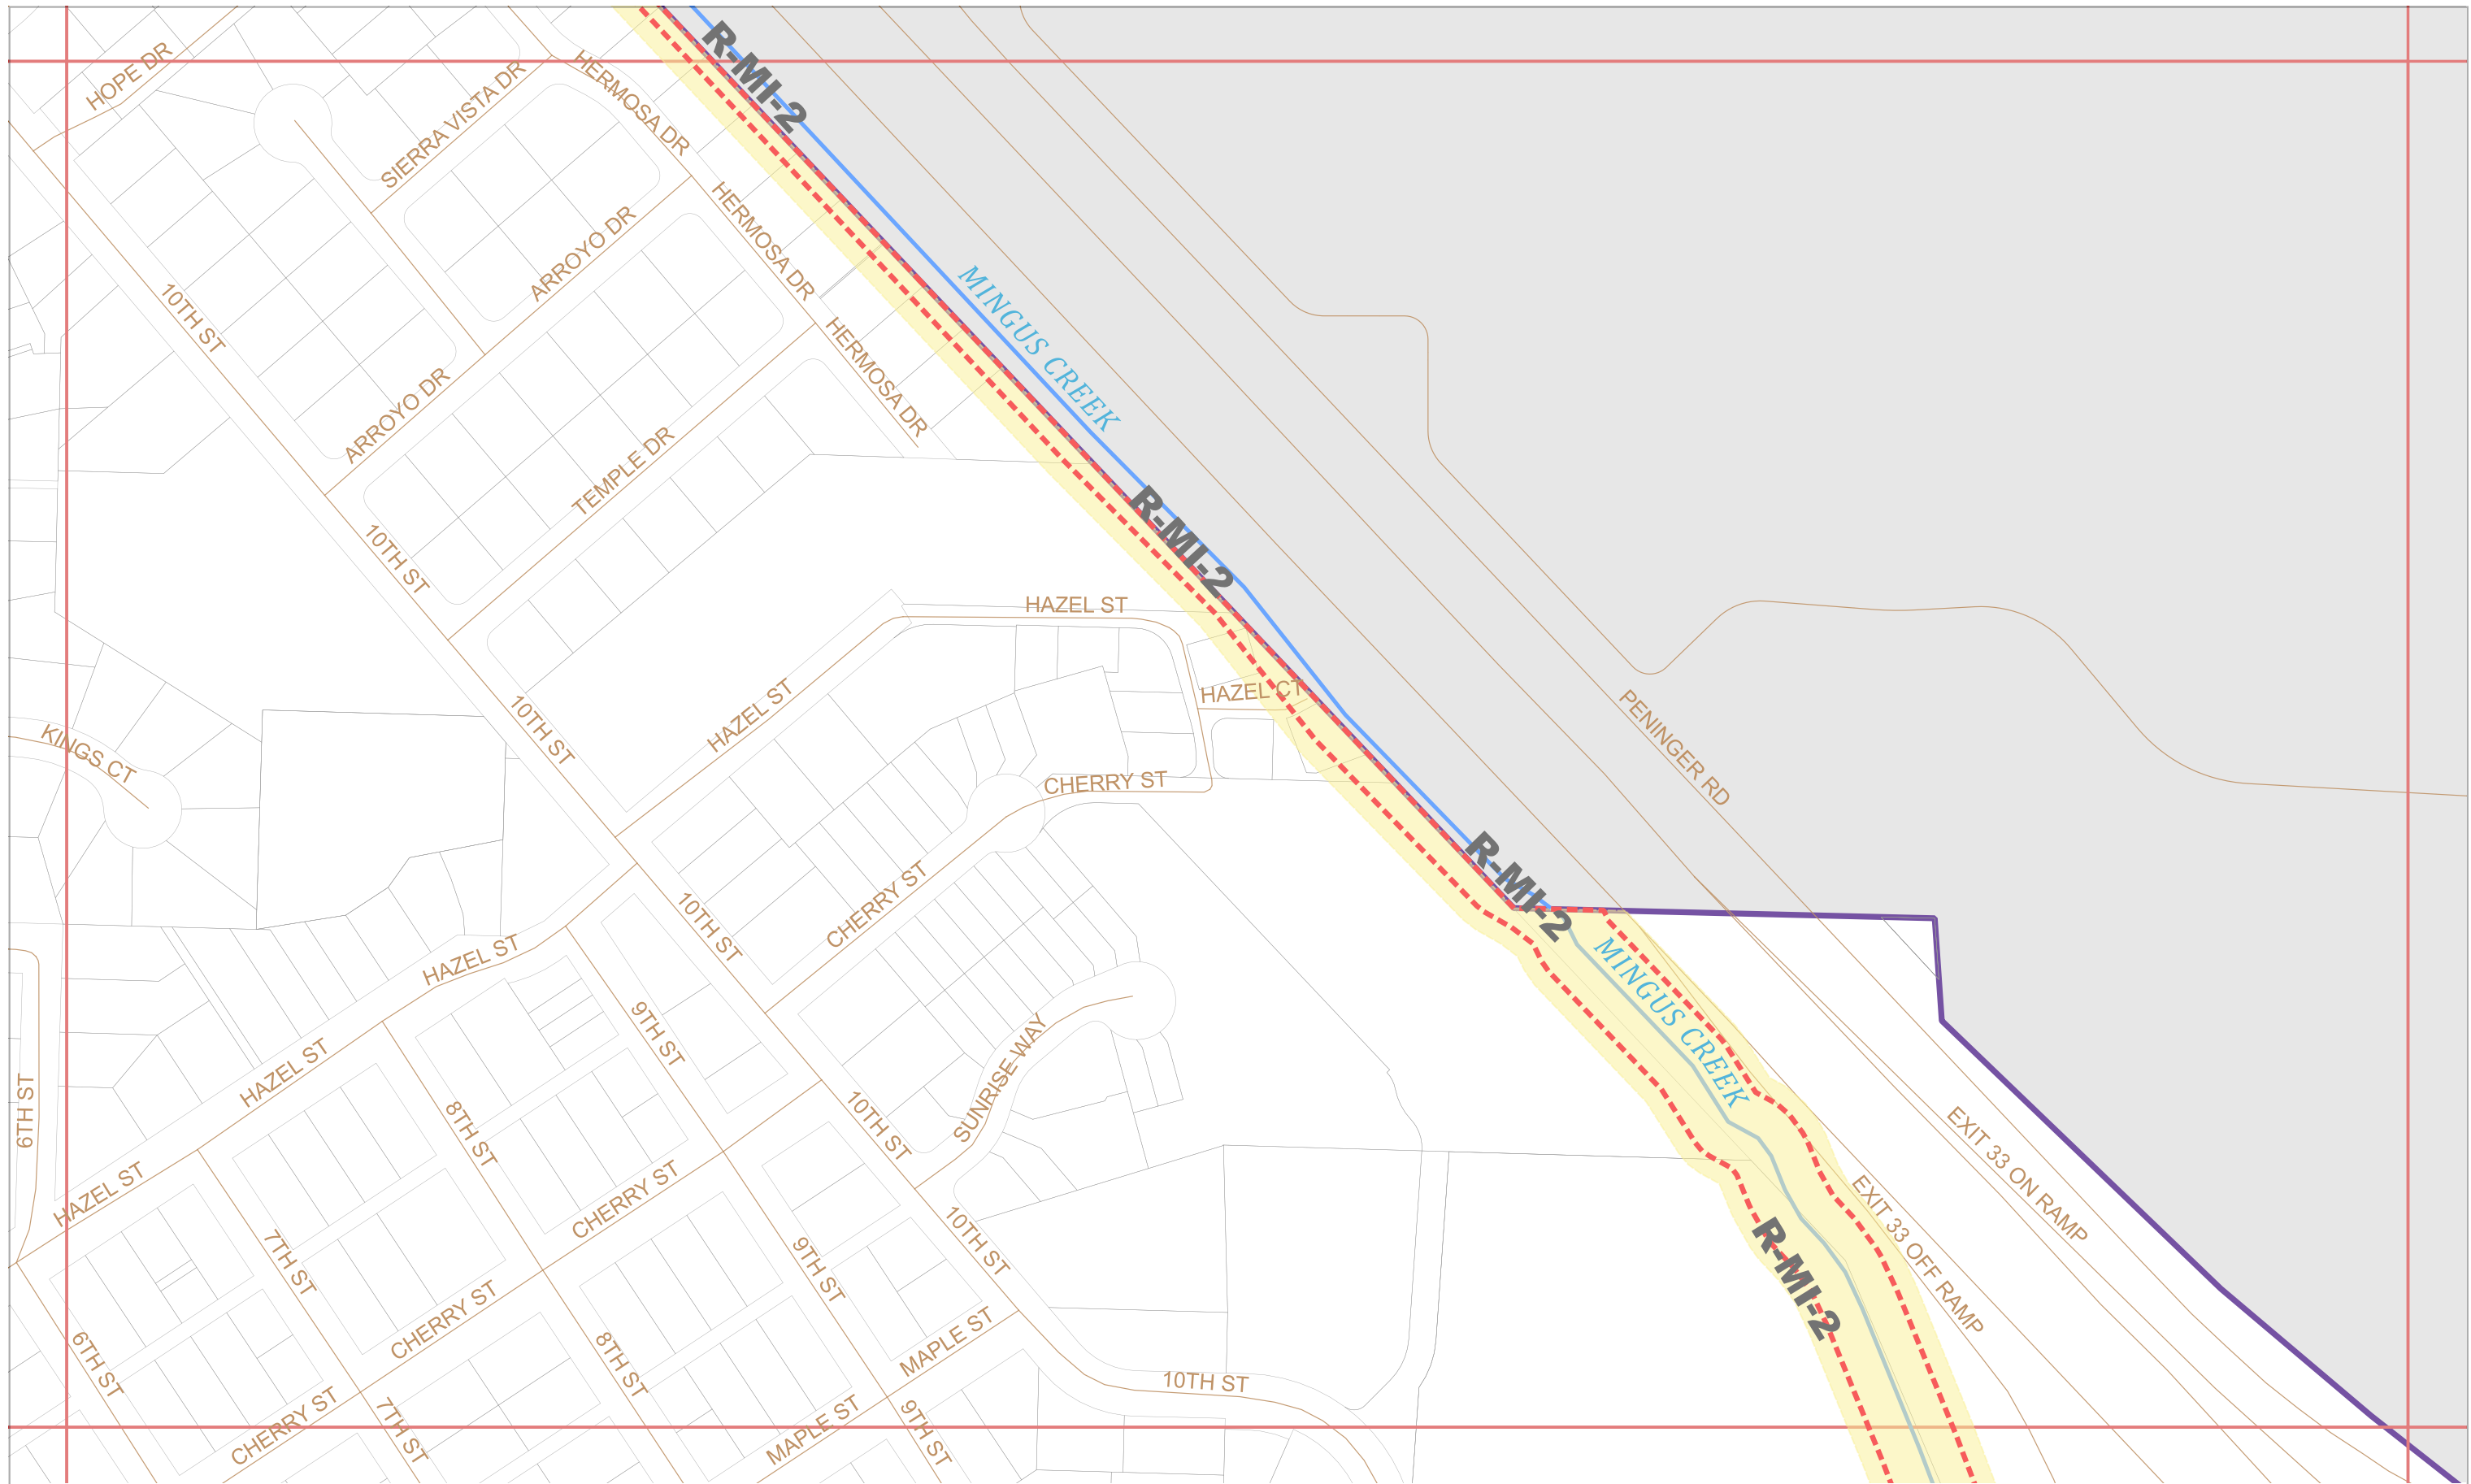 R-MI-2
HOPE DR
SIERRA VISTA DR
HERMOSA DR
HERMOSA DR
ARROYO DR
MINGUS CREEK
10TH ST
HERMOSA DR
ARROYO DR
TEMPLE DR
R-MI-2
10TH ST
HAZEL ST
HAZEL CT
HAZEL ST
10TH ST
PENINGER RD
KINGS CT
CHERRY ST
R-MI-2
CHERRY ST
10TH ST
HAZEL ST
MINGUS CREEK
9TH ST
HAZEL ST
SUNRISE WAY
6TH ST
8TH ST
10TH ST
EXIT 33 ON RAMP
HAZEL ST
CHERRY ST
10TH ST
EXIT 33 OFF RAMP
7TH ST
9TH ST
R-MI-2
CHERRY ST
MAPLE ST
6TH ST
8TH ST
10TH ST
CHERRY ST
7TH ST
MAPLE ST
9TH ST